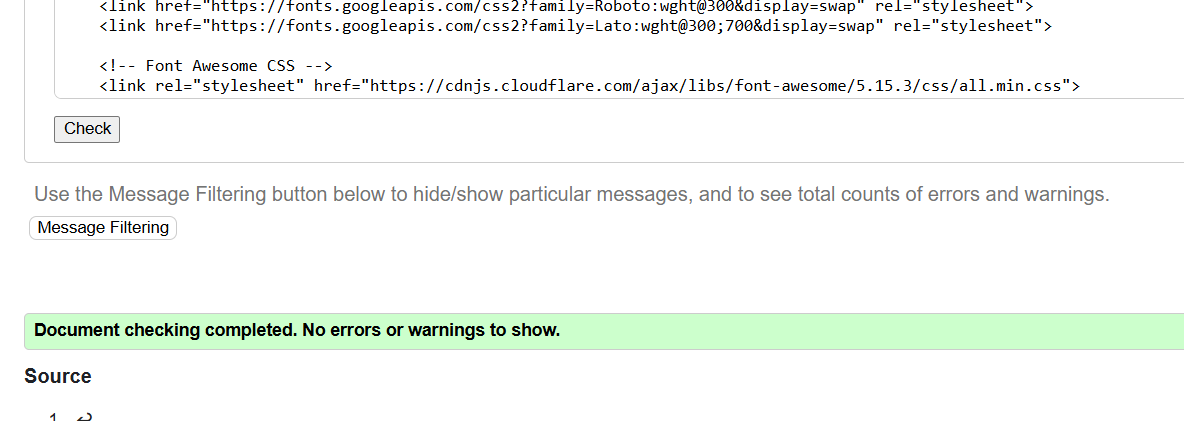 <link href="https://fonts.googleapis.com/css2?family=Roboto:wght@300&display=swap" rel="stylesheet">
<link href="https://fonts.googleapis.com/css2?family=Lato:wght@300;700&display=swap" rel="stylesheet">
<!-- Font Awesome CSS -->
<link rel="stylesheet" href="https://cdnjs.cloudflare.com/ajax/libs/font-awesome/5.15.3/css/all.min.css">
Check
Use the Message Filtering button below to hide/show particular messages, and to see total counts of errors and warnings.
Message Filtering
Document checking completed. No errors or warnings to show.
Source
1. ↩